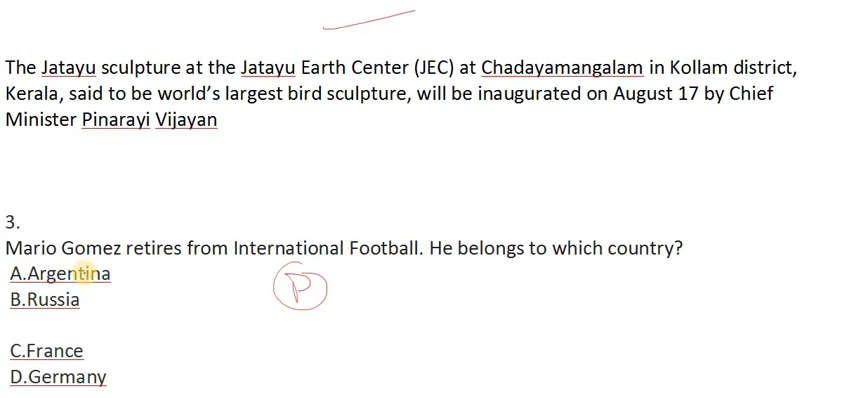 The Jatayu sculpture at the Jatayu Earth Center (JEC) at Chadayamangalam in Kollam district,
Kerala, said to be world's largest bird sculpture, will be inaugurated on August 17 by Chief
Minister Pinarayi Vijayan
3.
Mario Gomez retires from International Football. He belongs to which country?
A.Argentina
P
B.Russia
C.France
D.Germany